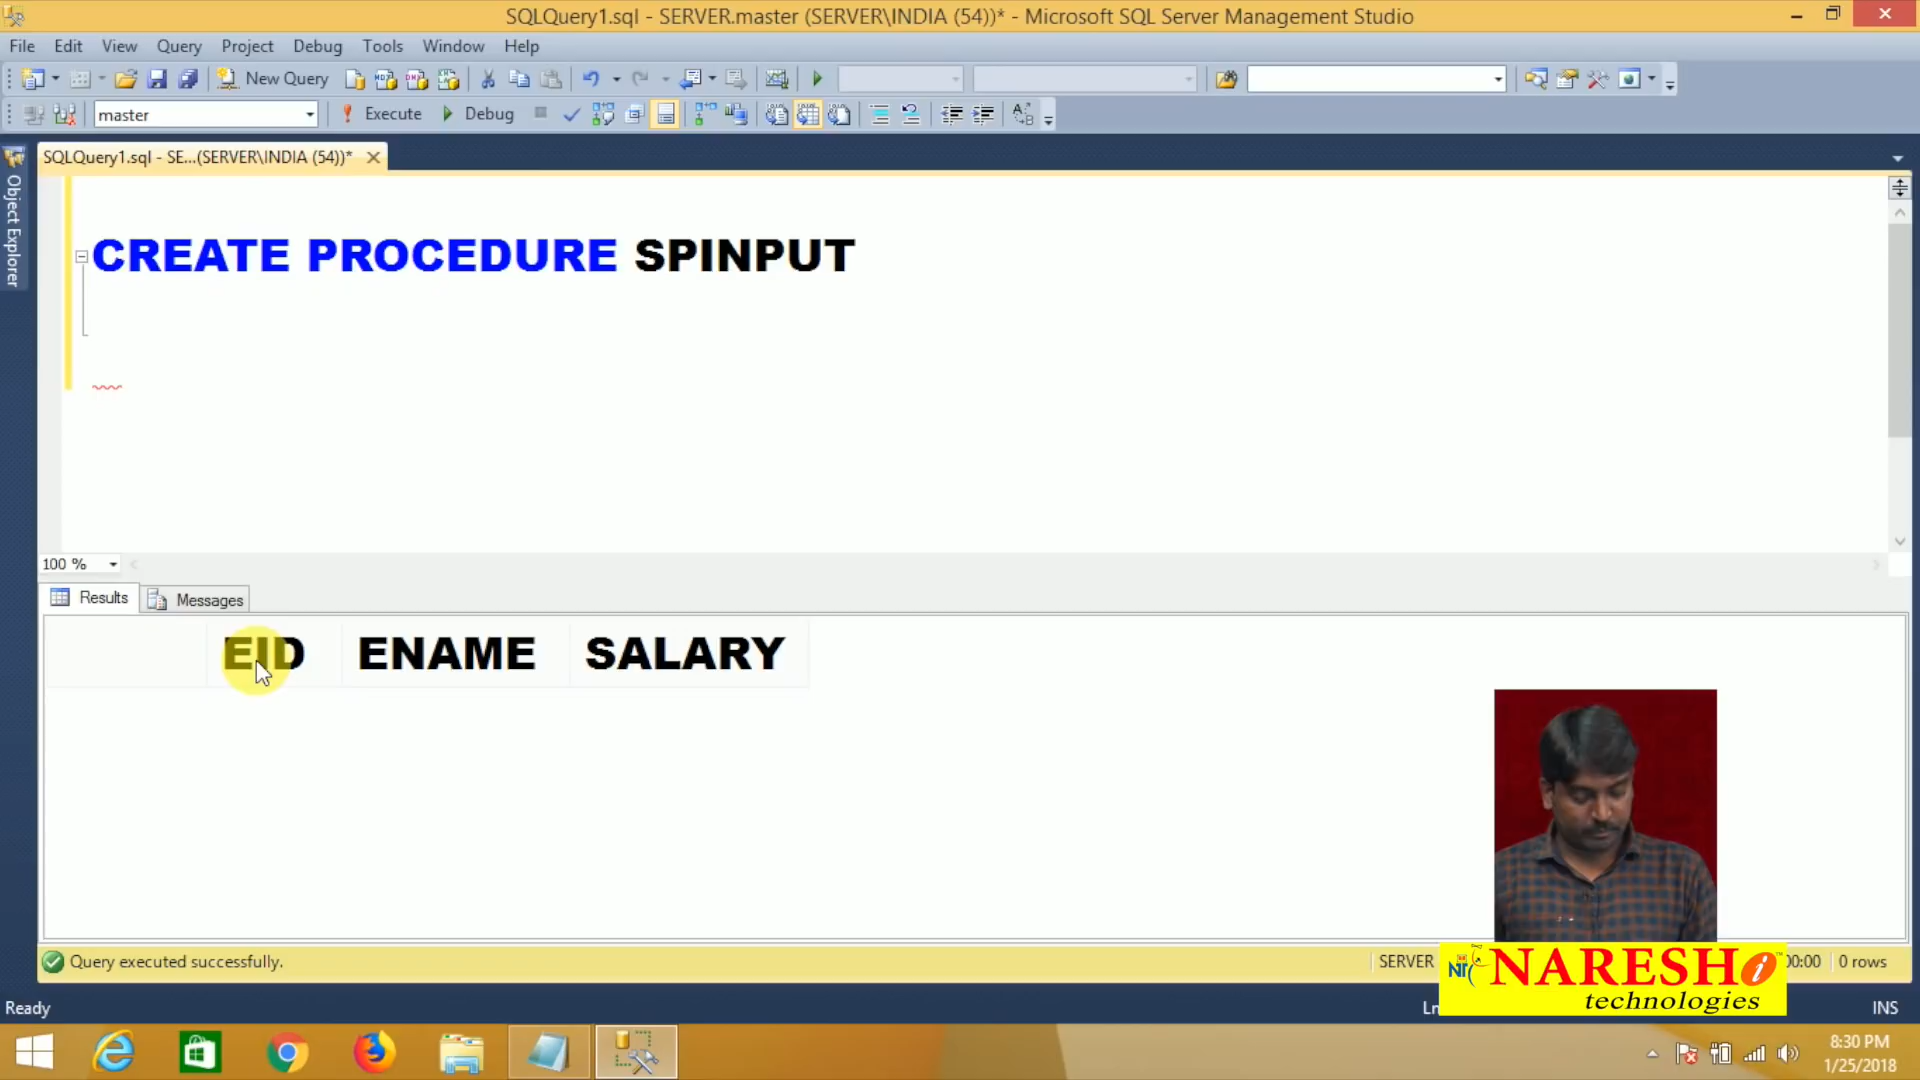 SQLQuery1.sql - SERVER.master (SERVER\INDIA (54))* - Microsoft SQL Server Management Studio
File Edit View Query Project Debug Tools Window Help
New Query
master Execute Debug
SQLQuery1.sql - SE...(SERVER\INDIA (54))*
Object Explorer
CREATE PROCEDURE SPINPUT
100 %
Results Messages
EID ENAME SALARY
Query executed successfully. SERVER 00:00 0 rows
NARESH i
technologies
Ready Ln INS
8:30 PM
1/25/2018